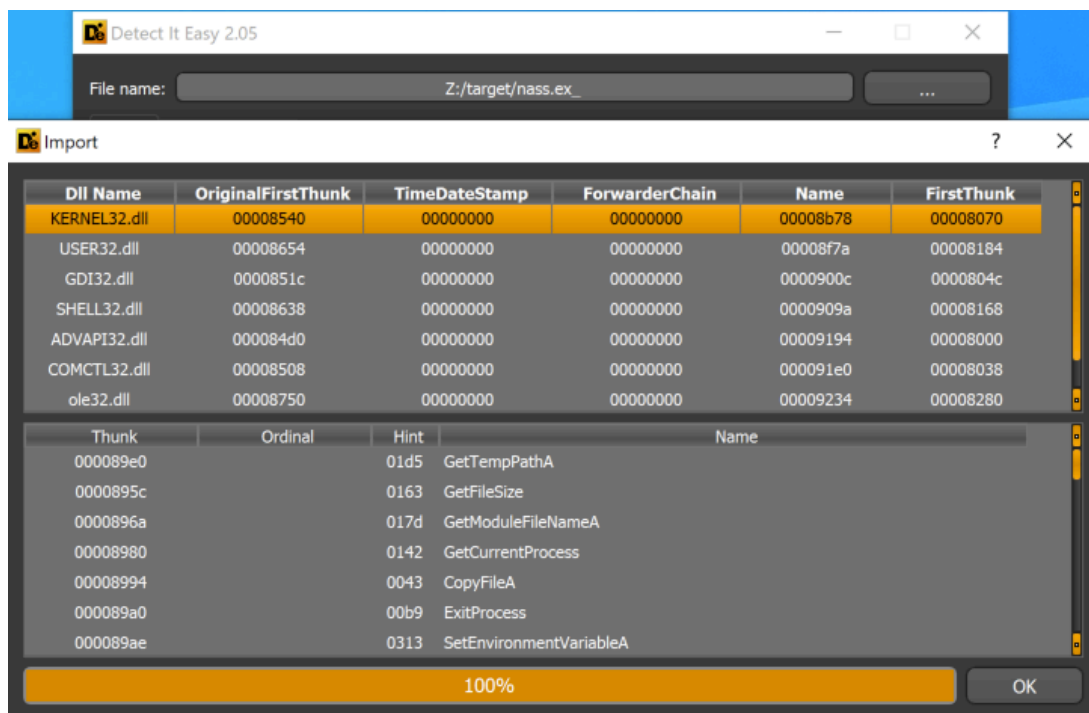 De Detect It Easy 2.05
File name: Z:/target/nass.ex_ ...
De Import ?
Dll Name OriginalFirstThunk TimeDateStamp ForwarderChain Name FirstThunk
KERNEL32.dll 00008540 00000000 00000000 00008b78 00008070
USER32.dll 00008654 00000000 00000000 00008f7a 00008184
GDI32.dll 0000851c 00000000 00000000 0000900c 0000804c
SHELL32.dll 00008638 00000000 00000000 0000909a 00008168
ADVAPI32.dll 000084d0 00000000 00000000 00009194 00008000
COMCTL32.dll 00008508 00000000 00000000 000091e0 00008038
ole32.dll 00008750 00000000 00000000 00009234 00008280
Thunk Ordinal Hint Name
000089e0 01d5 GetTempPathA
0000895c 0163 GetFileSize
0000896a 017d GetModuleFileNameA
00008980 0142 GetCurrentProcess
00008994 0043 CopyFileA
000089a0 00b9 ExitProcess
000089ae 0313 SetEnvironmentVariableA
100% OK